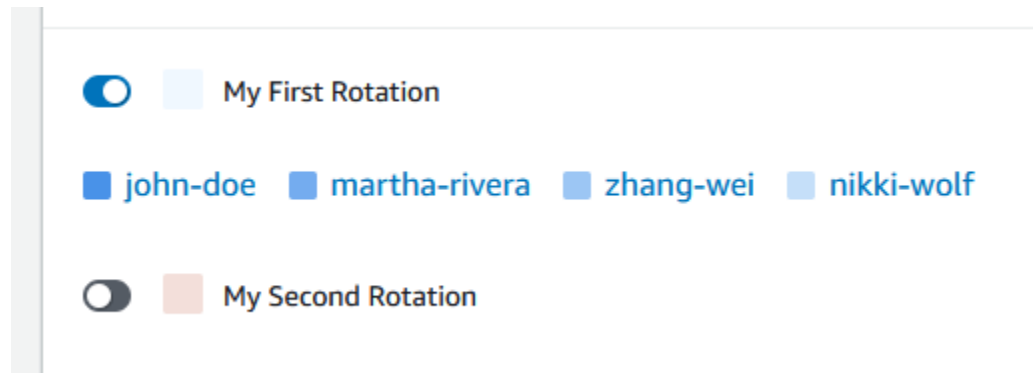 My First Rotation
john-doe martha-rivera zhang-wei nikki-wolf
My Second Rotation